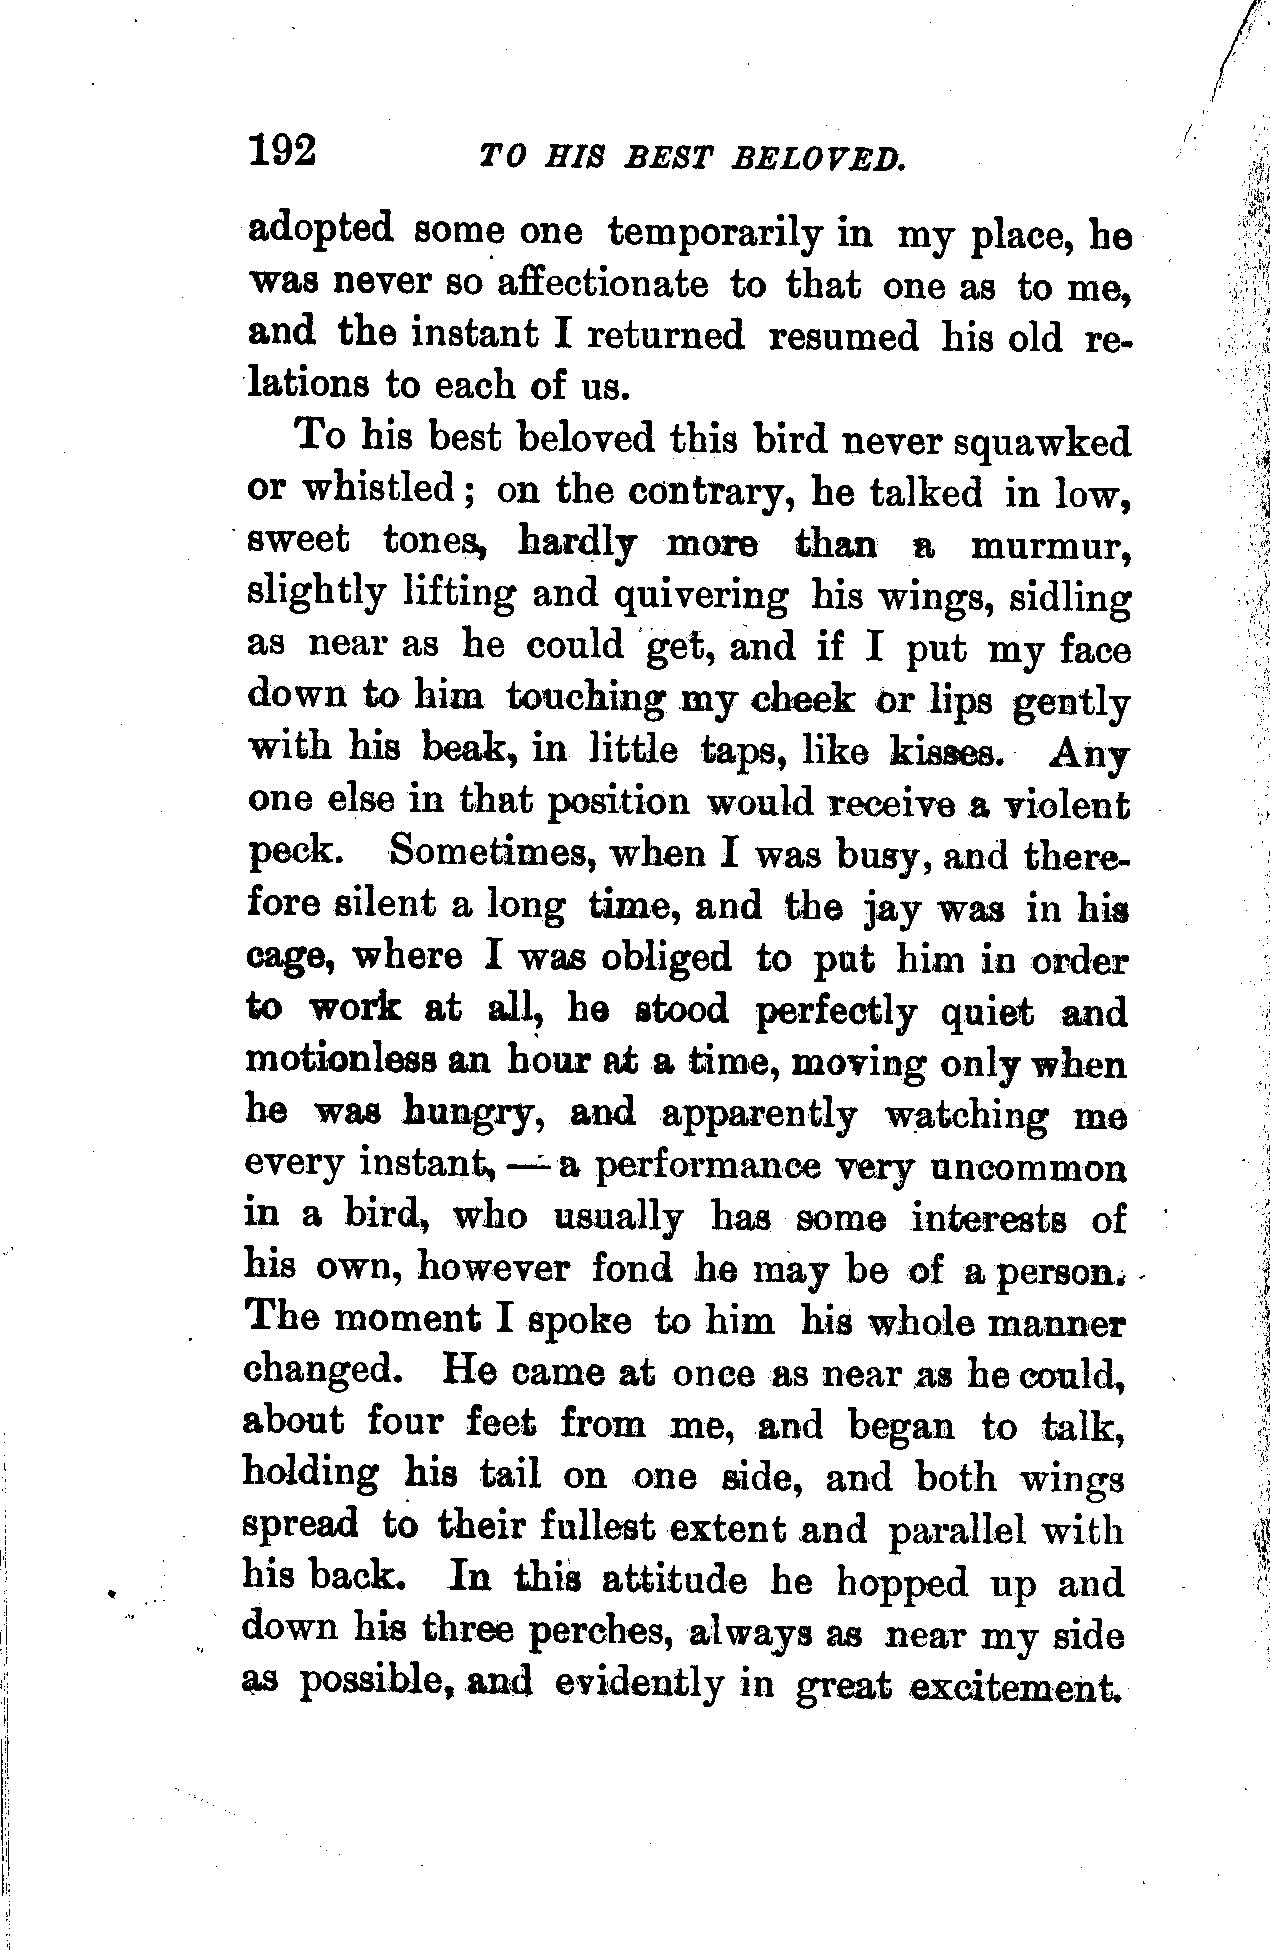 192 TO HIS BEST BELOVED.
adopted some one temporarily in my place, he
was never so affectionate to that one as to me,
and the instant I returned resumed his old re-
lations to each of us.
To his best beloved this bird never squawked
or whistled; on the contrary, he talked in low,
sweet tones, hardly more than a murmur,
slightly lifting and quivering his wings, sidling
as near as he could get, and if I put my face
down to him touching my cheek or lips gently
with his beak, in little taps, like kisses. Any
one else in that position would receive a violent
peck. Sometimes, when I was busy, and there-
fore silent a long time, and the jay was in his
cage, where I was obliged to put him in order
to work at all, he stood perfectly quiet and
motionless an hour at a time, moving only when
he was hungry, and apparently watching me
every instant, — a performance very uncommon
in a bird, who usually has some interests of
his own, however fond he may be of a person.
The moment I spoke to him his whole manner
changed. He came at once as near as he could,
about four feet from me, and began to talk,
holding his tail on one side, and both wings
spread to their fullest extent and parallel with
his back. In this attitude he hopped up and
down his three perches, always as near my side
as possible, and evidently in great excitement.